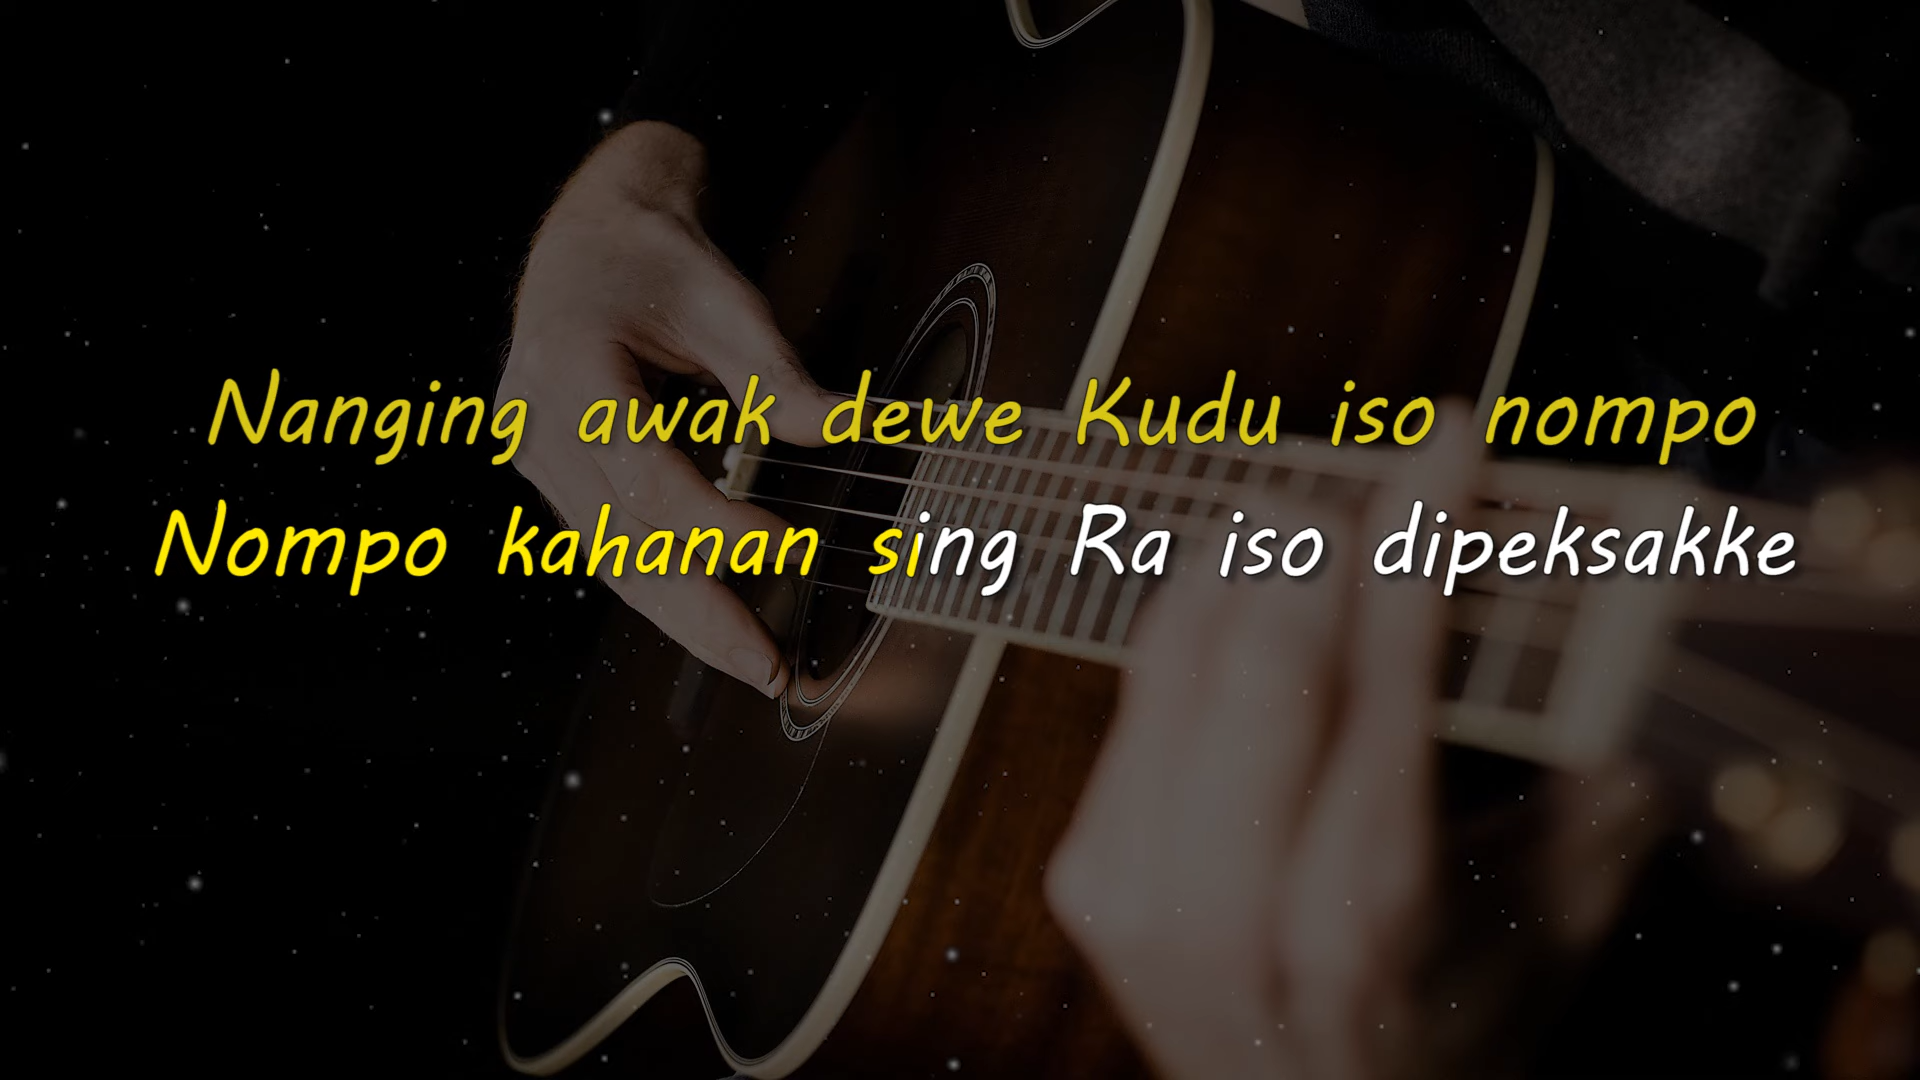 Nanging awak dewe Kudu iso nompo
Nompo kahanan sing Ra iso dipeksakke